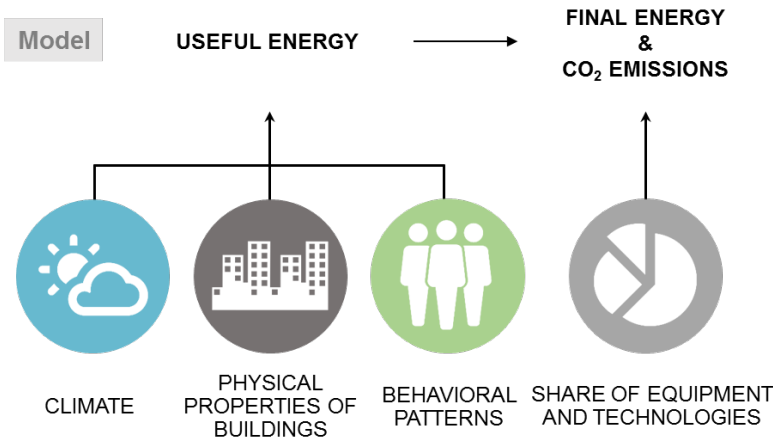 Model
USEFUL ENERGY
FINAL ENERGY
&
CO₂ EMISSIONS
CLIMATE
PHYSICAL
PROPERTIES OF
BUILDINGS
BEHAVIORAL
PATTERNS
SHARE OF EQUIPMENT
AND TECHNOLOGIES